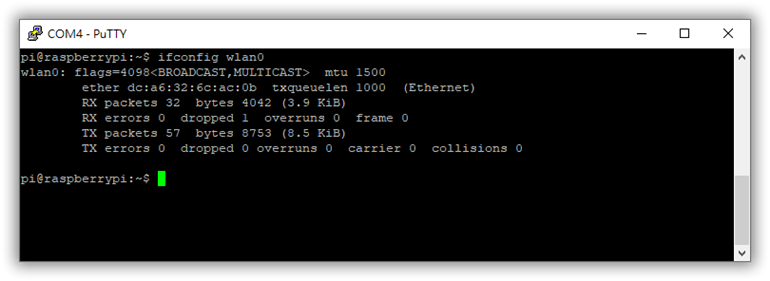 COM4 - PuTTY
pi@raspberrypi:~$ ifconfig wlan0
wlan0: flags=4098<BROADCAST,MULTICAST>  mtu 1500
        ether dc:a6:32:6c:ac:0b  txqueuelen 1000  (Ethernet)
        RX packets 32  bytes 4042 (3.9 KiB)
        RX errors 0  dropped 1  overruns 0  frame 0
        TX packets 57  bytes 8753 (8.5 KiB)
        TX errors 0  dropped 0 overruns 0  carrier 0  collisions 0
pi@raspberrypi:~$